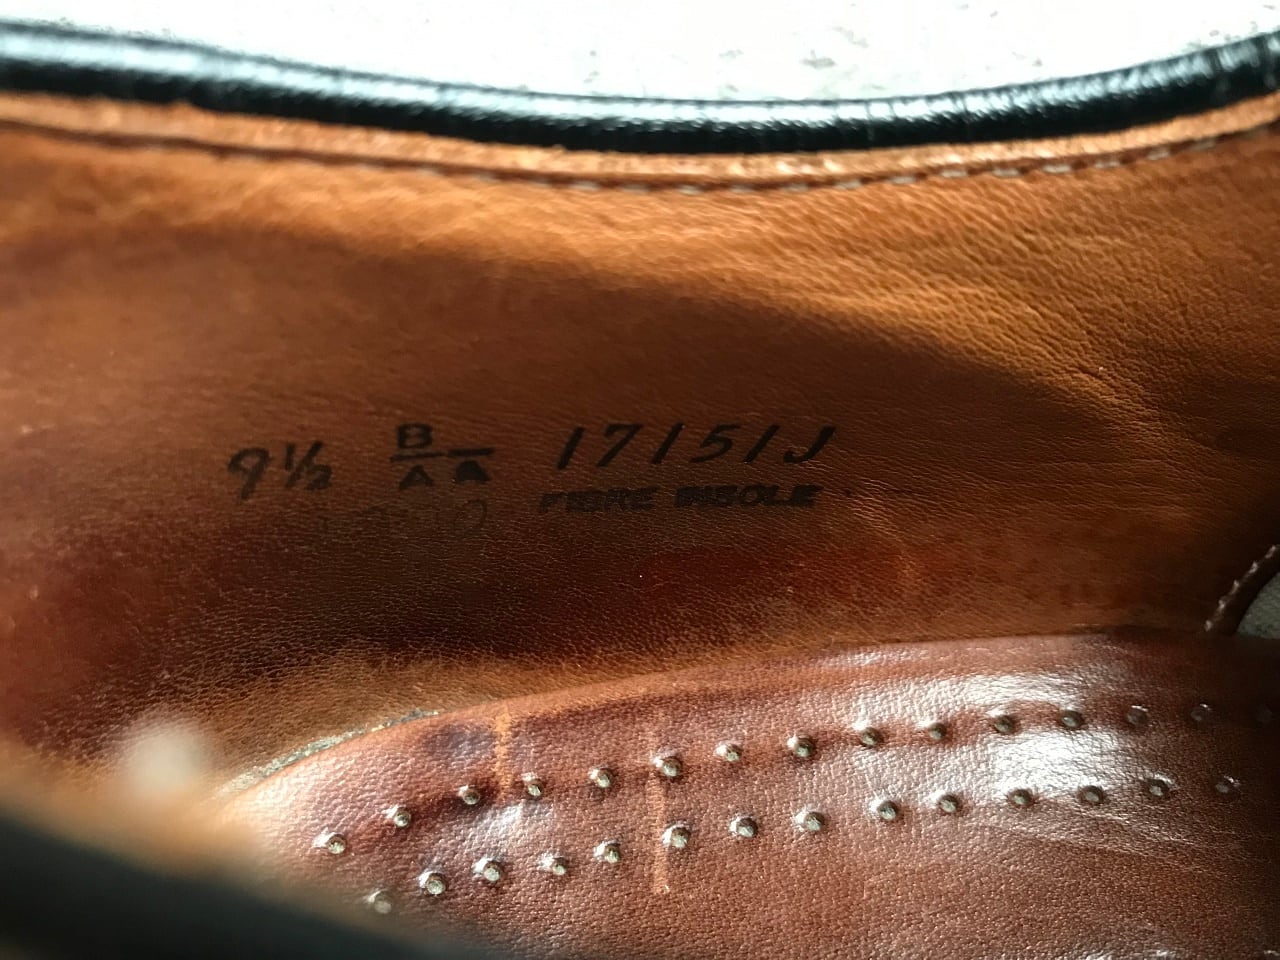 9½ B/AA 17151J
FIBRE INSOLE